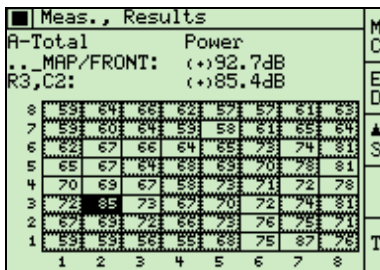 Meas., Results
A-Total Power
.._MAP/FRONT: (+)92.7dB
R3,C2: (+)85.4dB
8 59 64 66 62 57 57 61 63
7 59 60 64 59 58 61 65 64
6 62 67 66 64 65 73 74 81
5 65 67 64 68 69 70 78 81
4 70 69 67 58 73 71 72 78
3 72 85 73 67 70 72 74 81
2 67 69 72 66 73 76 75 71
1 59 59 56 55 68 75 87 76
1 2 3 4 5 6 7 8
M
C
E
D
S
T